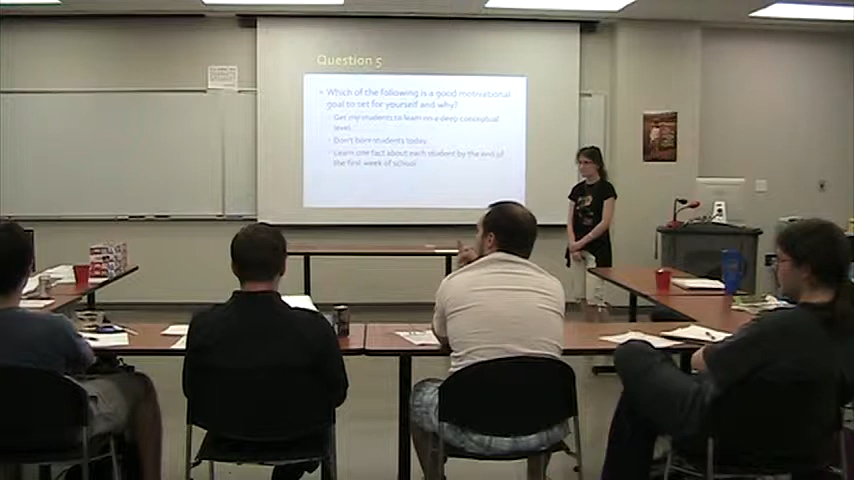 Question 5
Which of the following is a good motivational
goal to set for yourself and why?
Get my students to learn on a deep conceptual
level.
Don't bore students today.
Learn one fact about each student by the end of
the first week of school